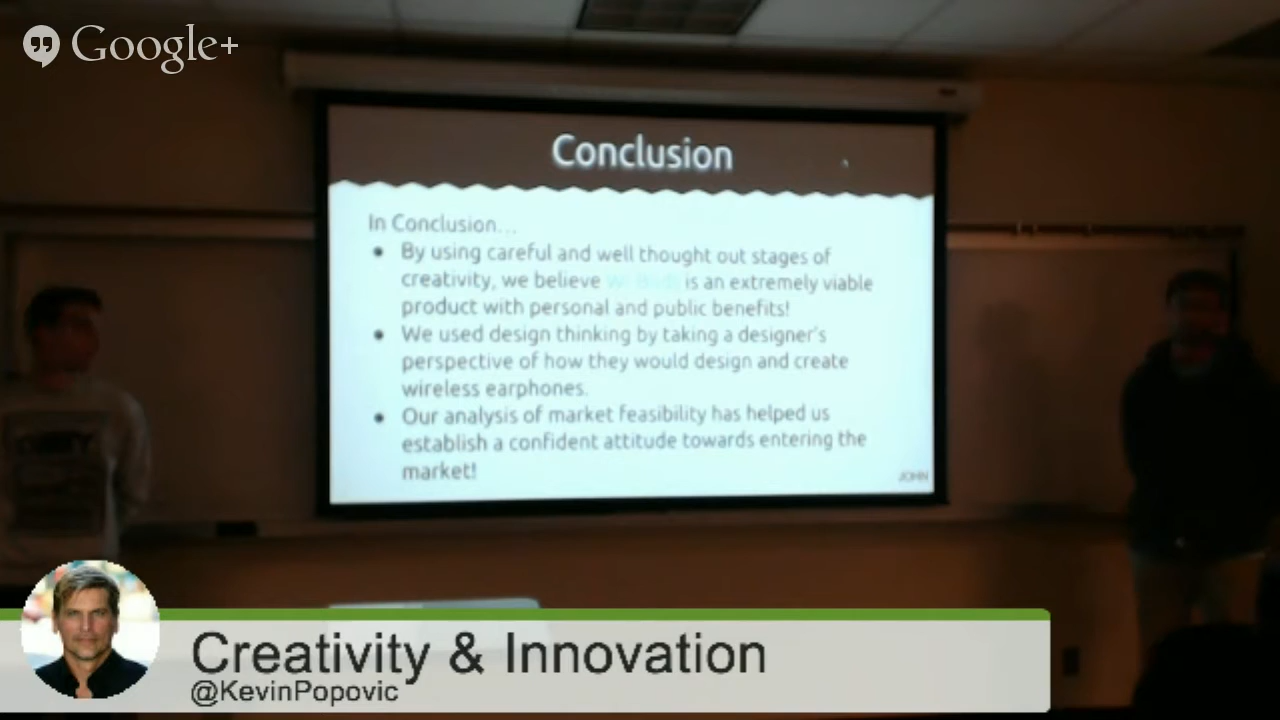 Google+
Conclusion
In Conclusion...
● By using careful and well thought out stages of
creativity, we believe is an extremely viable
product with personal and public benefits!
● We used design thinking by taking a designer's
perspective of how they would design and create
wireless earphones.
● Our analysis of market feasibility has helped us
establish a confident attitude towards entering the
market!
JOHN
OBEY
Creativity & Innovation
@KevinPopovic